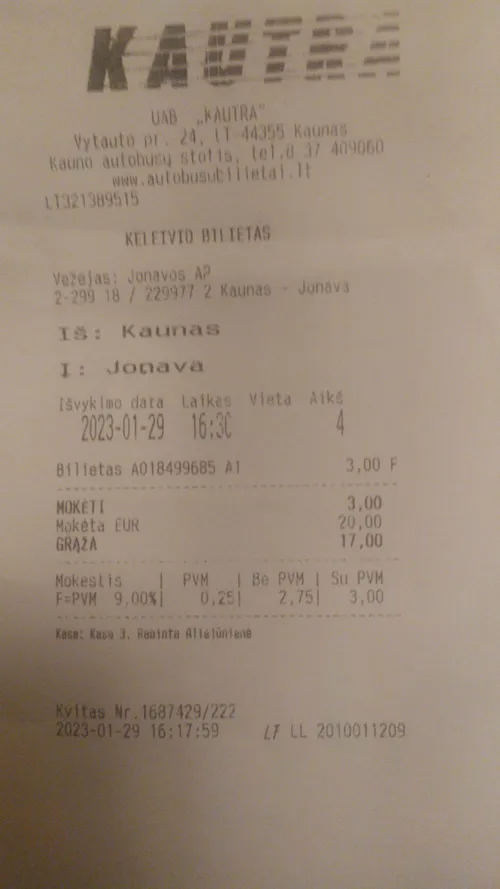 KAUTRA
UAB „KAUTRA"
Vytauto pr. 24, LT-44355 Kaunas
Kauno autobusų stotis, tel.8 37 409060
www.autobusubilietai.lt
LT321389515
KELEIVIO BILIETAS
Vežėjas: Jonavos AP
2-299 18 / 229977 2 Kaunas - Jonava
Iš: Kaunas
Į: Jonava
Išvykimo data Laikas Vieta Aikš
2023-01-29 16:30 4
Bilietas A018499685 A1 3,00 F
MOKĖTI 3,00
Mokėta EUR 20,00
GRĄŽA 17,00
Mokestis | PVM | Be PVM | Su PVM
F=PVM 9,00%| 0,25| 2,75| 3,00
Kasa: Kasa 3.
Kvitas Nr.1687429/222
2023-01-29 16:17:59 LT LL 2010011209